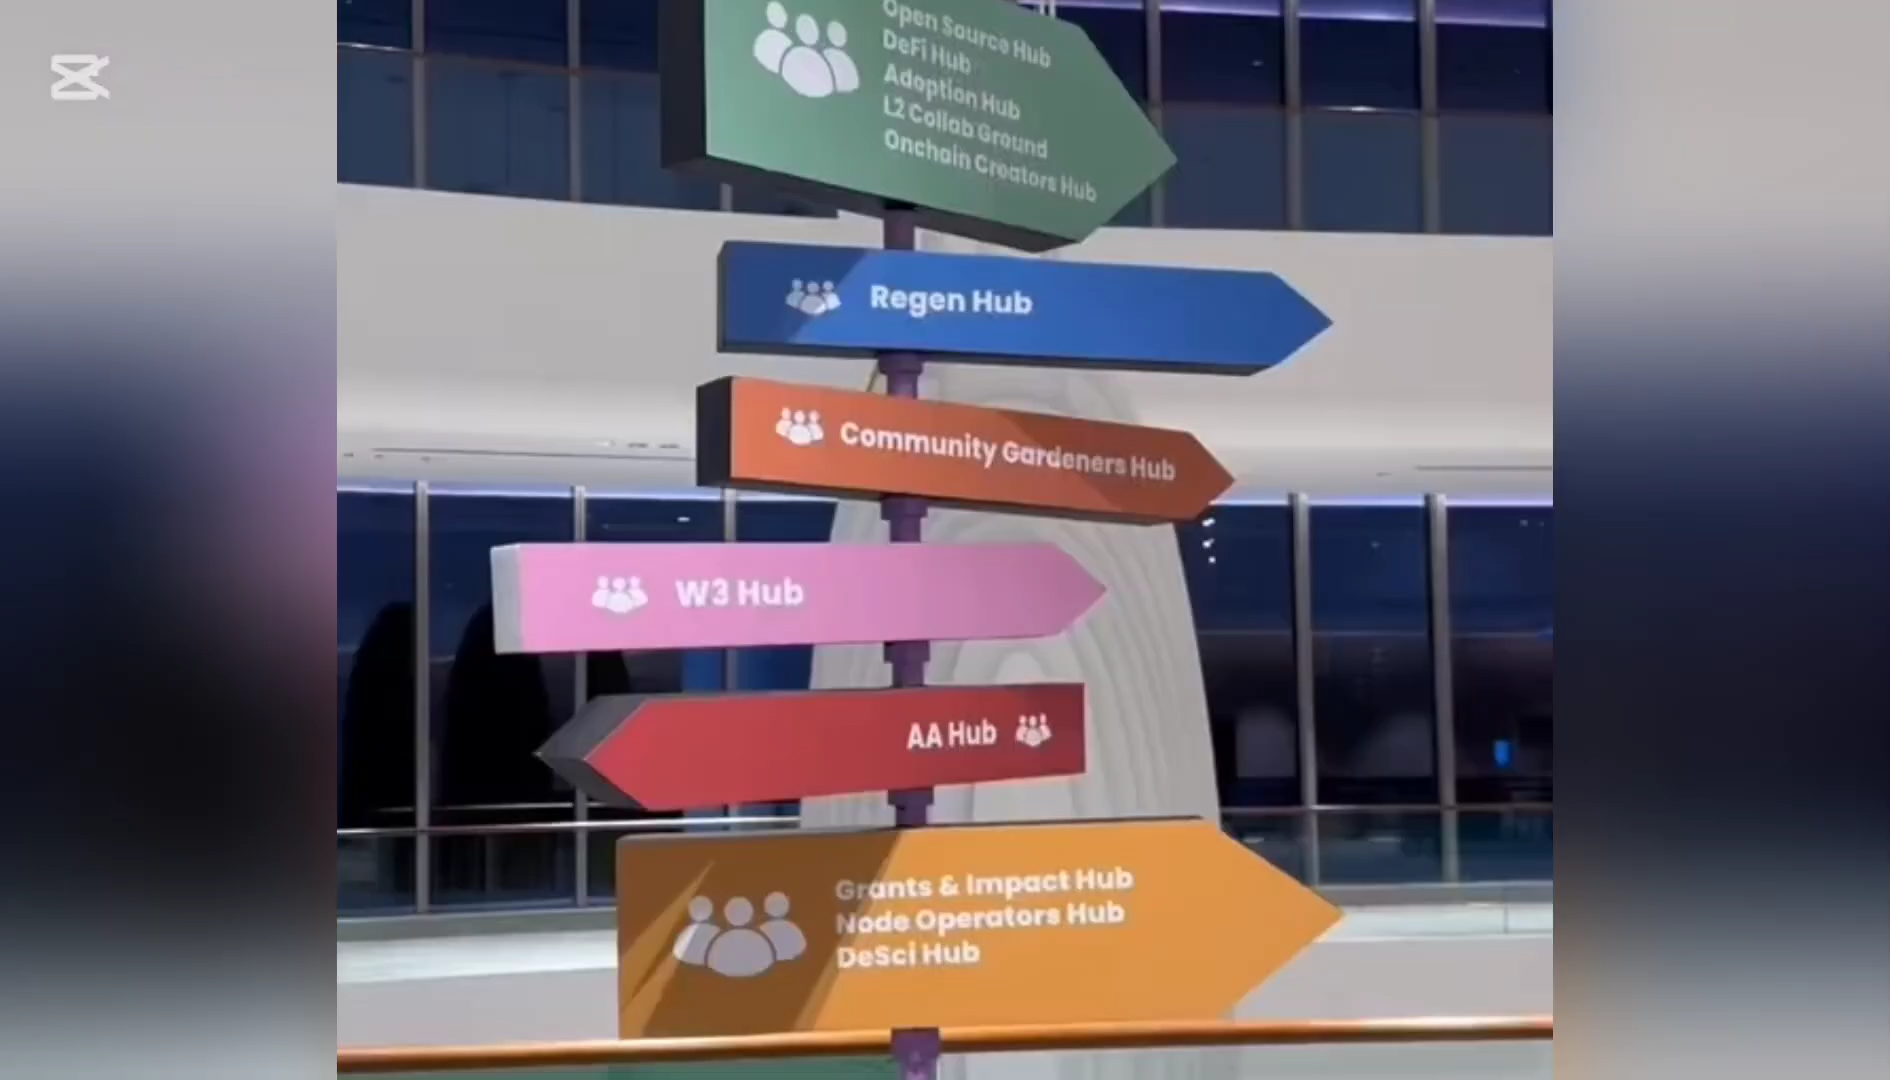 Open Source Hub
DeFi Hub
Adoption Hub
L2 Collab Ground
Onchain Creators Hub
Regen Hub
Community Gardeners Hub
W3 Hub
AA Hub
Grants & Impact Hub
Node Operators Hub
DeSci Hub